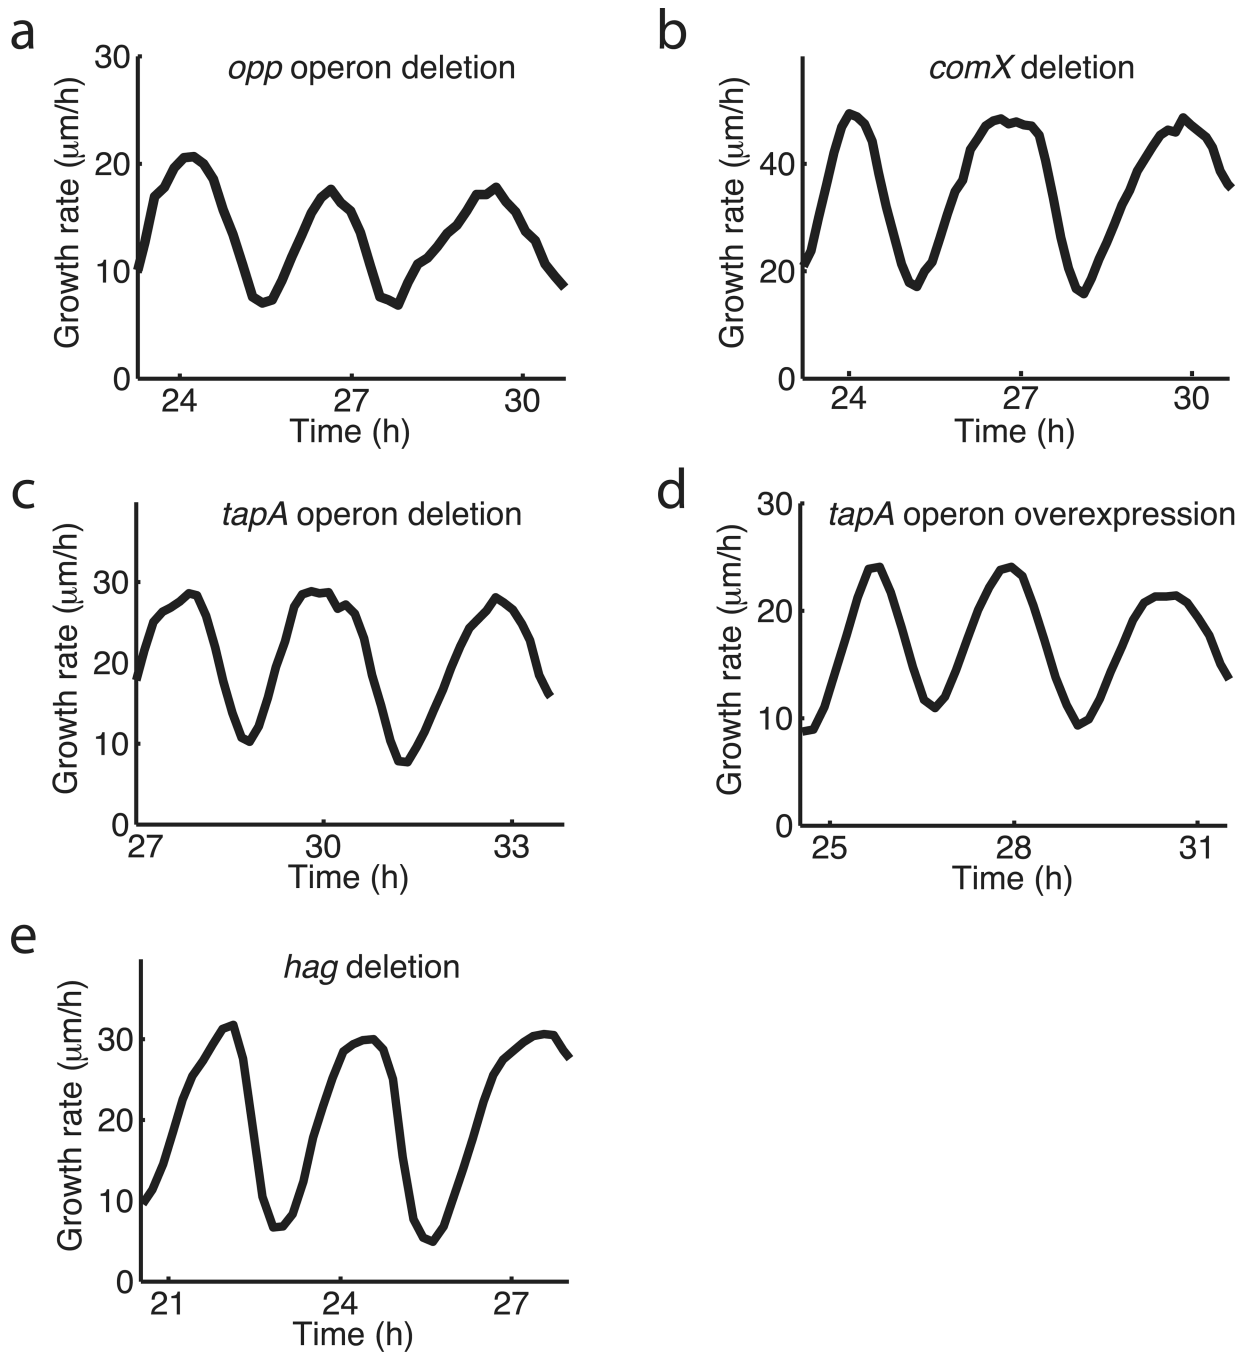 a
opp operon deletion
Growth rate (μm/h)
30
20
10
0
24 27 30
Time (h)
b
comX deletion
Growth rate (μm/h)
40
20
0
24 27 30
Time (h)
c
tapA operon deletion
Growth rate (μm/h)
30
20
10
0
27 30 33
Time (h)
d
tapA operon overexpression
Growth rate (μm/h)
30
20
10
0
25 28 31
Time (h)
e
hag deletion
Growth rate (μm/h)
30
20
10
0
21 24 27
Time (h)